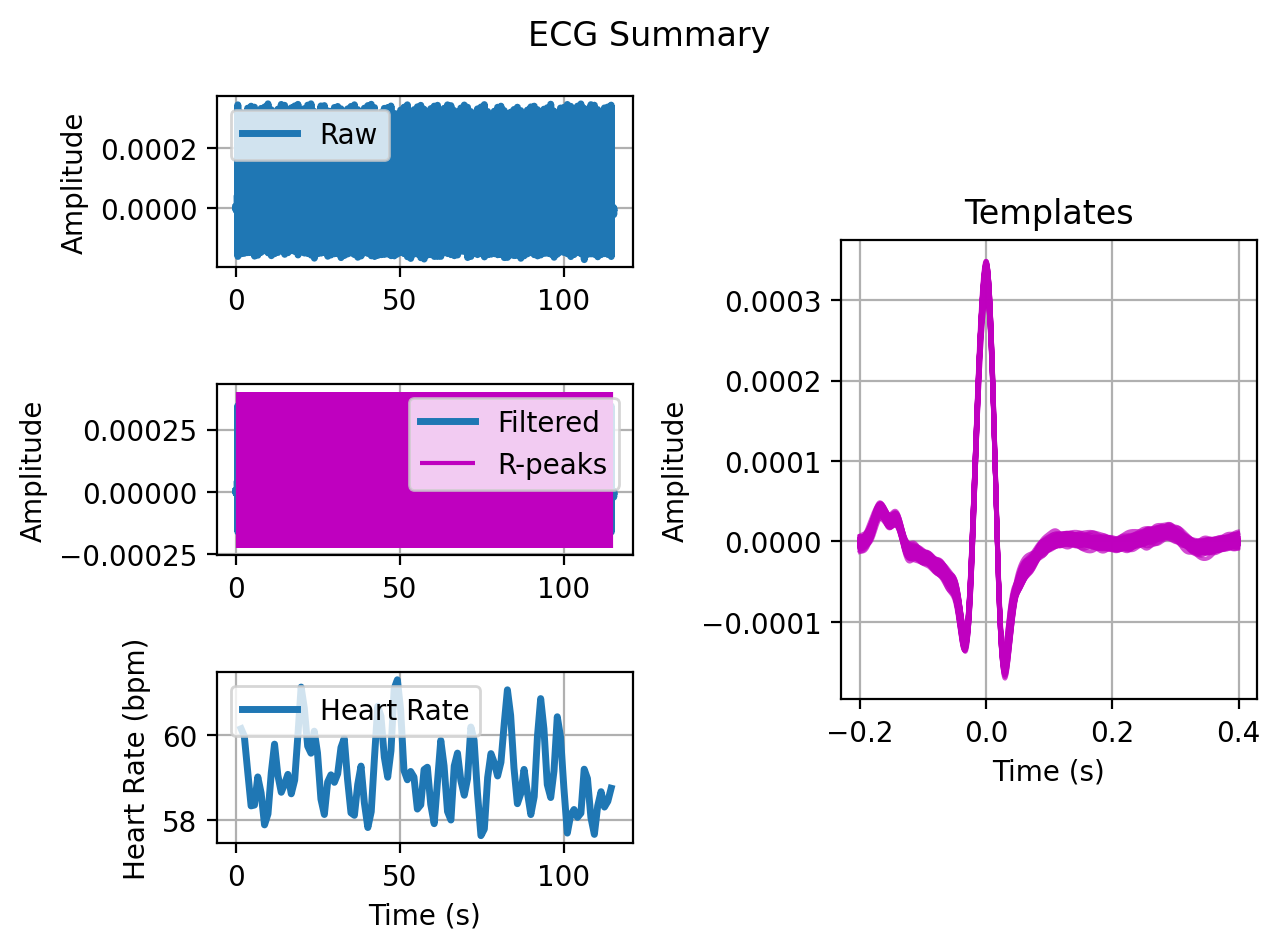 ECG Summary
Amplitude
0.0002
0.0000
Raw
0
50
100
Amplitude
0.00025
0.00000
−0.00025
Filtered
R-peaks
0
50
100
Heart Rate (bpm)
60
58
Heart Rate
0
50
100
Time (s)
Templates
Amplitude
0.0003
0.0002
0.0001
0.0000
−0.0001
−0.2
0.0
0.2
0.4
Time (s)